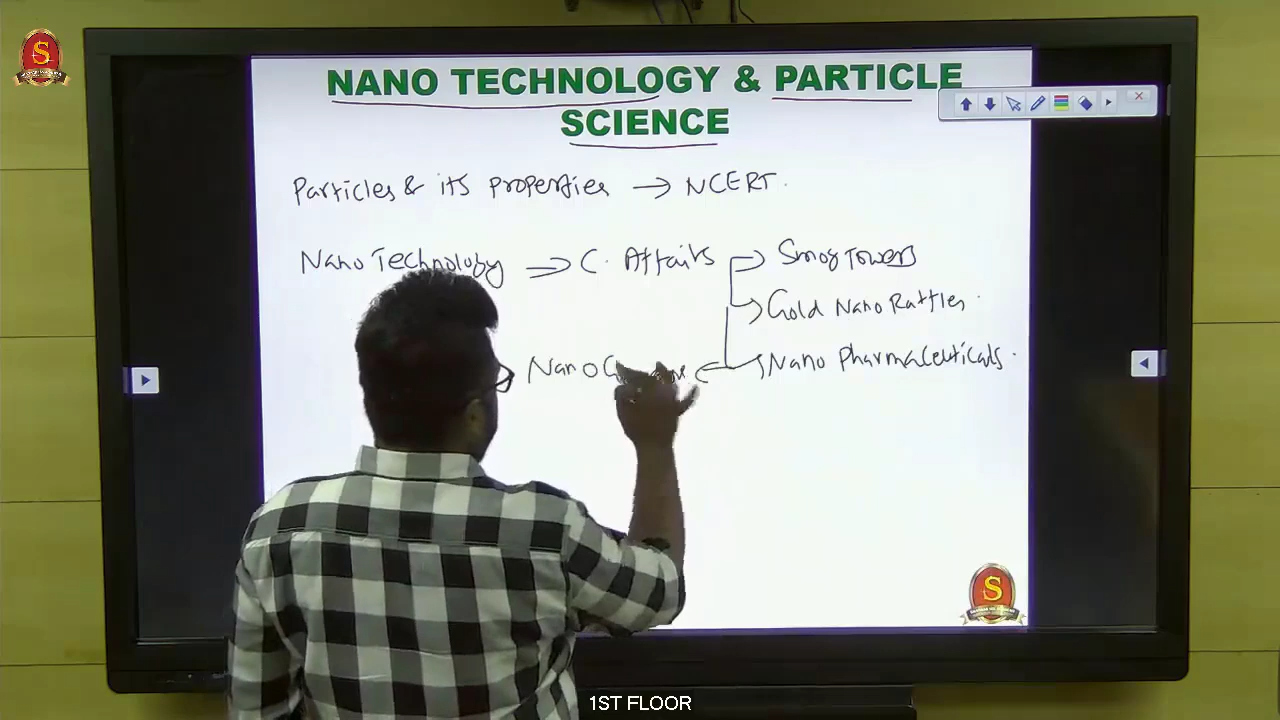 S
NANO TECHNOLOGY & PARTICLE
SCIENCE
Particles & its properties → NCERT.
Nano Technology ⇒ C. Affairs → Smog Towers
→ Gold Nano Rattles.
Nano → Nano Pharmaceuticals.
S
1ST FLOOR